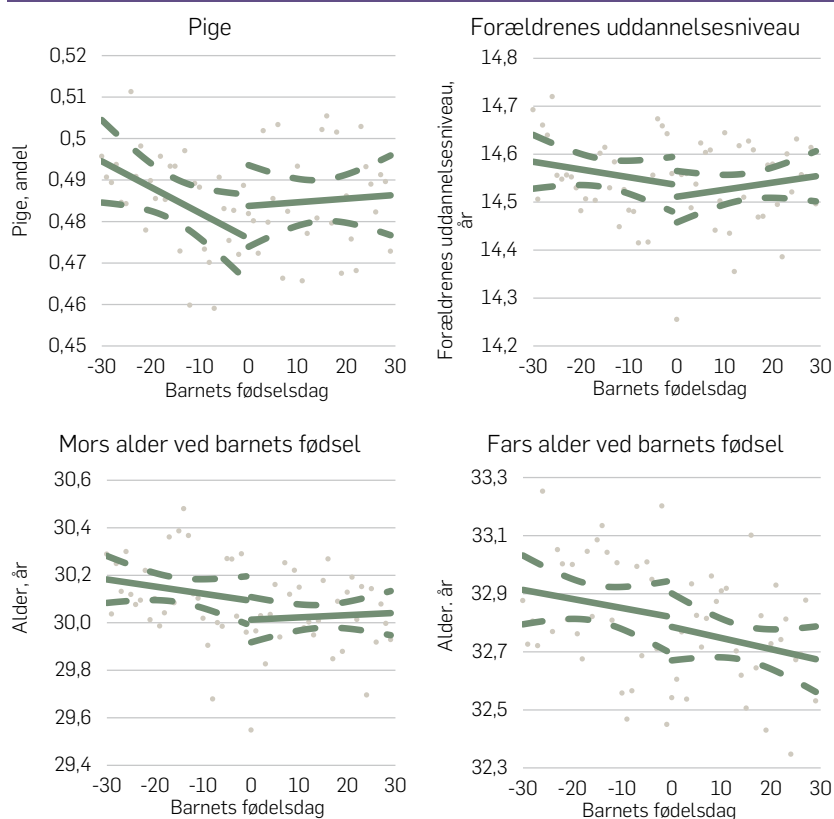 Pige
0,52
0,51
0,5
0,49
0,48
0,47
0,46
0,45
Pige, andel
-30 -20 -10 0 10 20 30
Barnets fødselsdag
Forældrenes uddannelsesniveau
14,8
14,7
14,6
14,5
14,4
14,3
14,2
Forældrenes uddannelsesniveau,
år
-30 -20 -10 0 10 20 30
Barnets fødelsdag
Mors alder ved barnets fødsel
30,6
30,4
30,2
30,0
29,8
29,6
29,4
Alder, år
-30 -20 -10 0 10 20 30
Barnets fødelsdag
Fars alder ved barnets fødsel
33,3
33,1
32,9
32,7
32,5
32,3
Alder. år
-30 -20 -10 0 10 20 30
Barnets fødelsdag